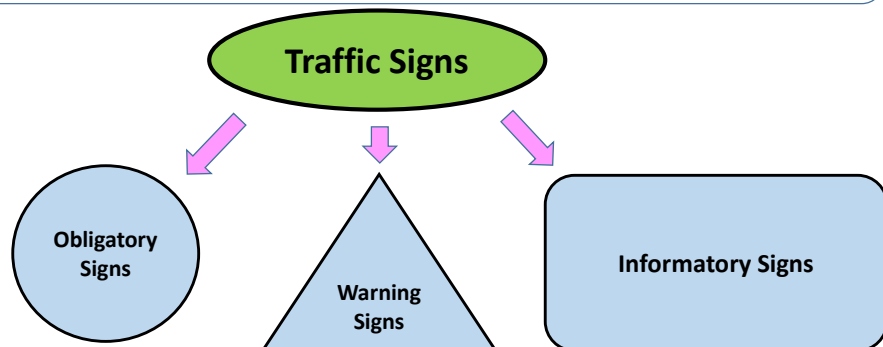 Traffic Signs
Obligatory
Signs
Warning
Signs
Informatory Signs